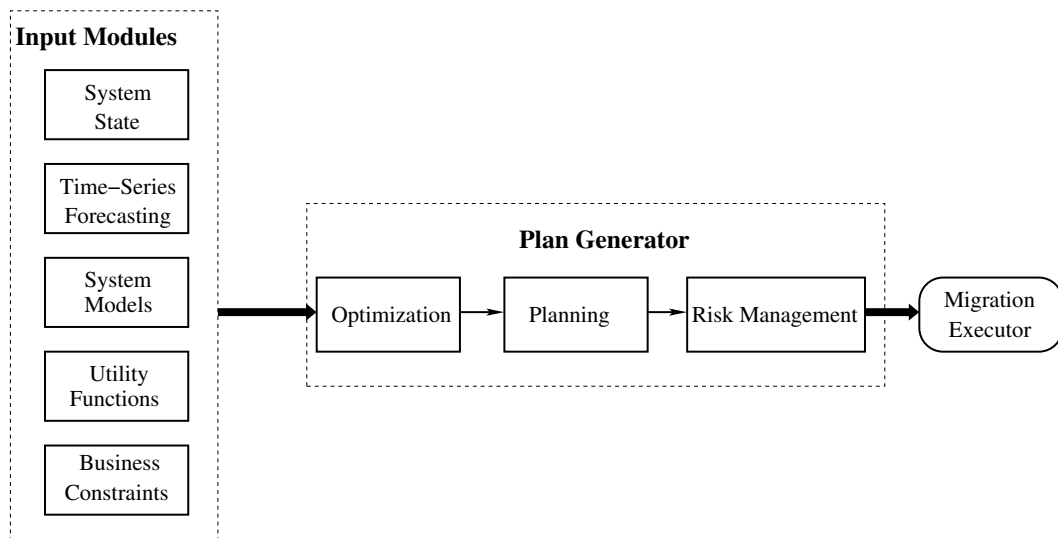 Input Modules
System
State
Time−Series
Forecasting
System
Models
Utility
Functions
Business
Constraints
Plan Generator
Optimization
Planning
Risk Management
Migration
Executor